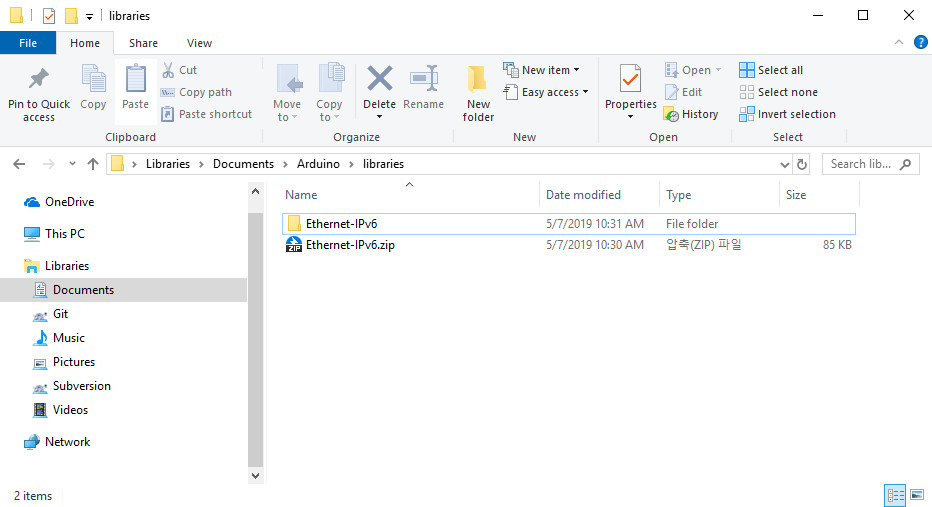 libraries
File Home Share View
Pin to Quick access
Copy
Paste
Cut
Copy path
Paste shortcut
Clipboard
Move to
Copy to
Delete
Rename
Organize
New folder
New item
Easy access
New
Properties
Open
Edit
History
Open
Select all
Select none
Invert selection
Select
Libraries > Documents > Arduino > libraries
Search lib...
Name Date modified Type Size
Ethernet-IPv6 5/7/2019 10:31 AM File folder
Ethernet-IPv6.zip 5/7/2019 10:30 AM 압축(ZIP) 파일 85 KB
OneDrive
This PC
Libraries
Documents
Git
Music
Pictures
Subversion
Videos
Network
2 items